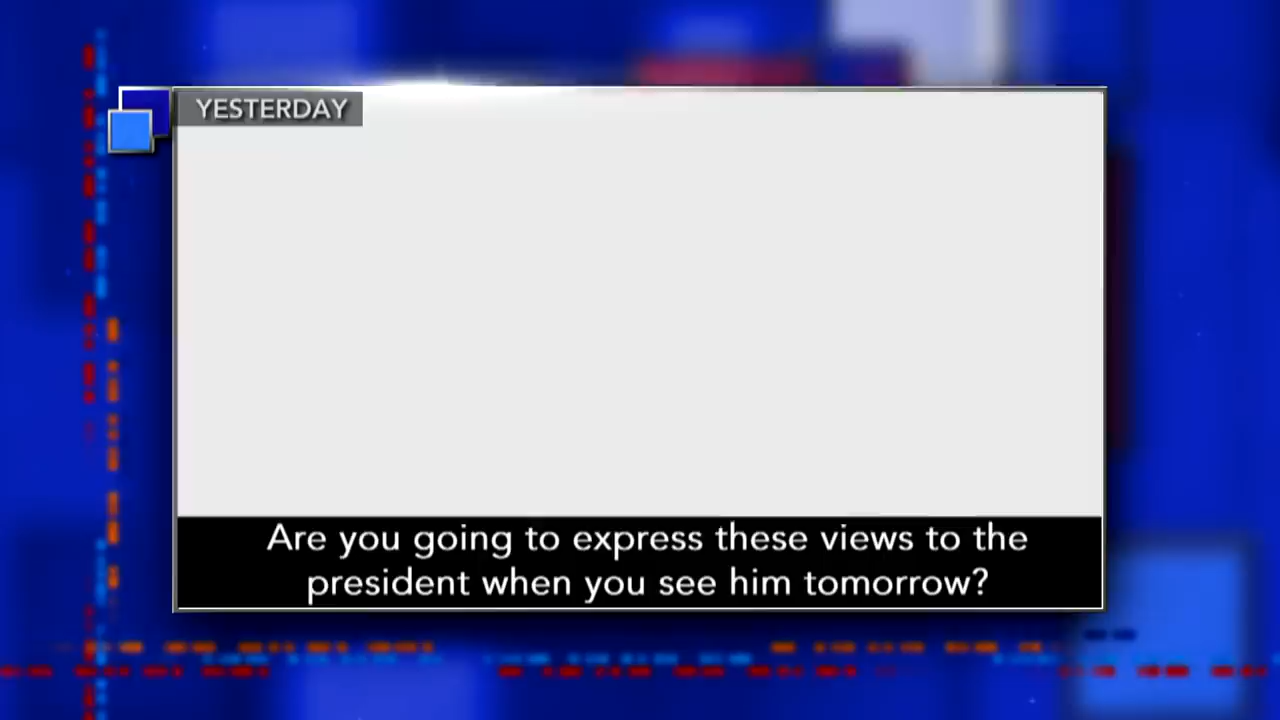 YESTERDAY
Are you going to express these views to the
president when you see him tomorrow?